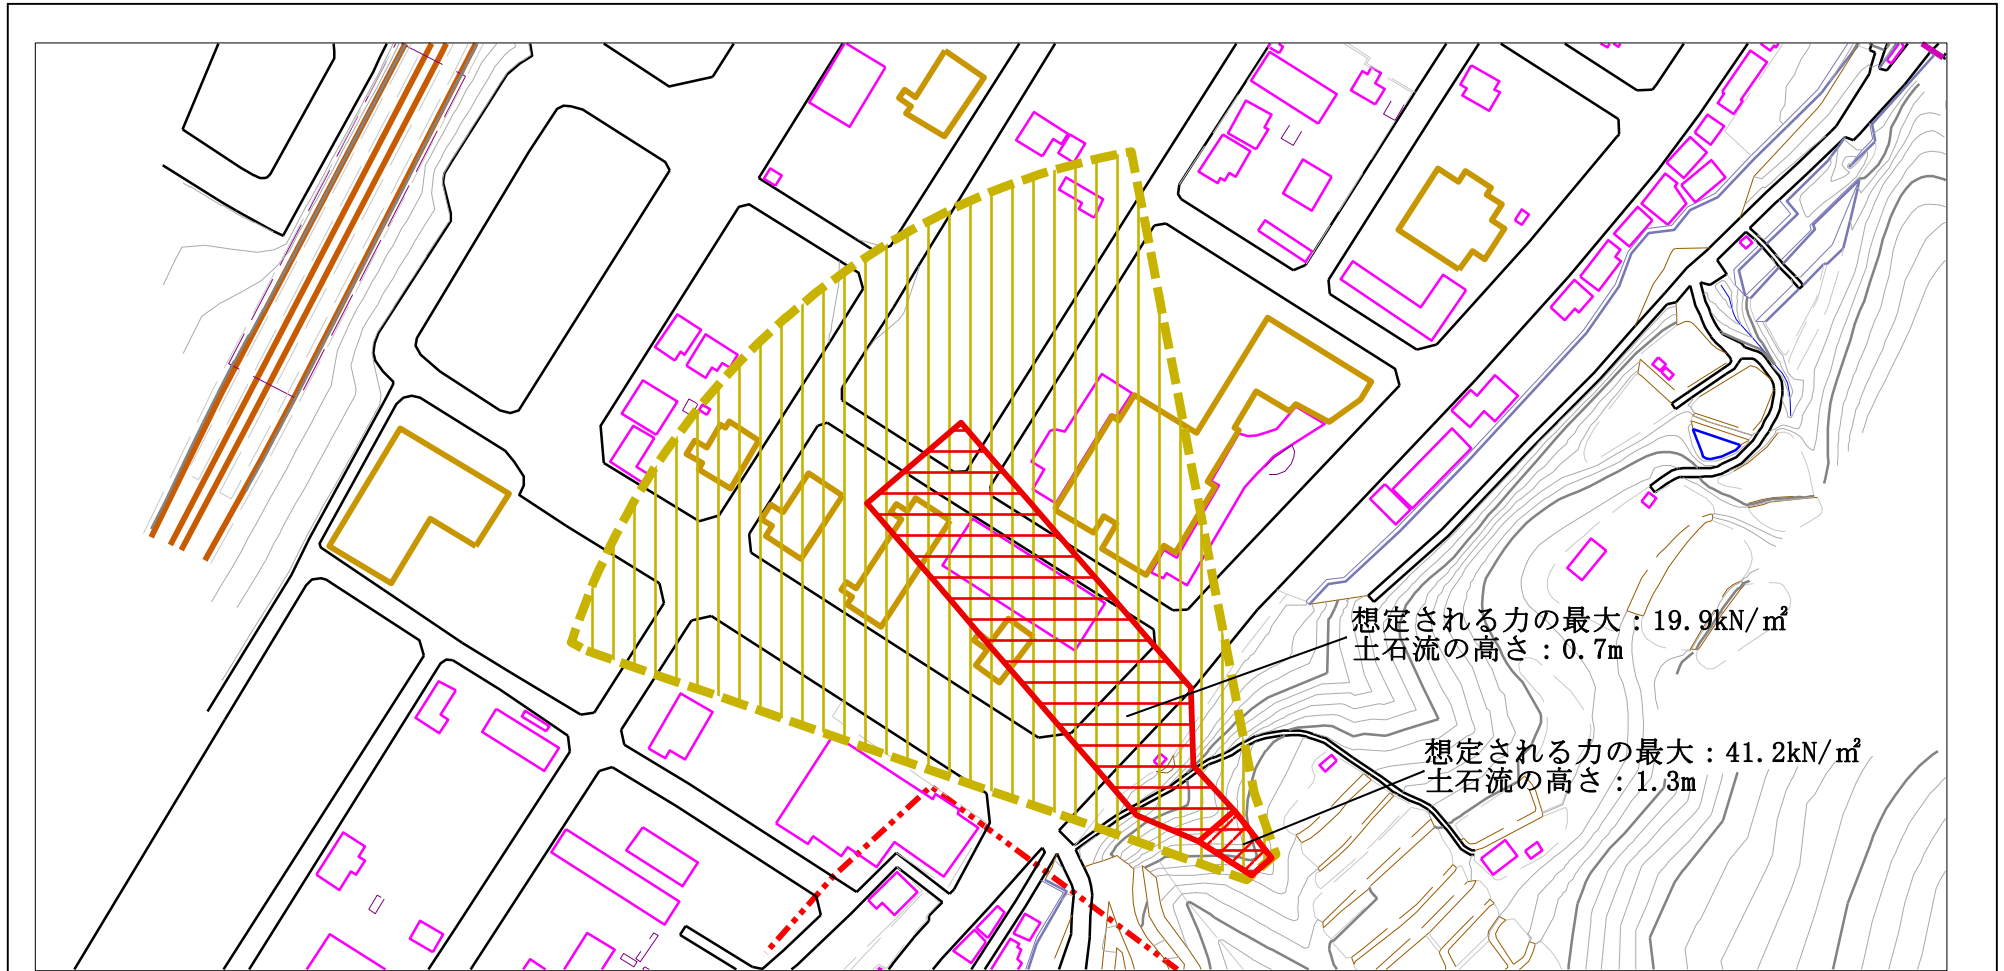 想定される力の最大：19.9kN/㎡
土石流の高さ：0.7m
想定される力の最大：41.2kN/㎡
土石流の高さ：1.3m